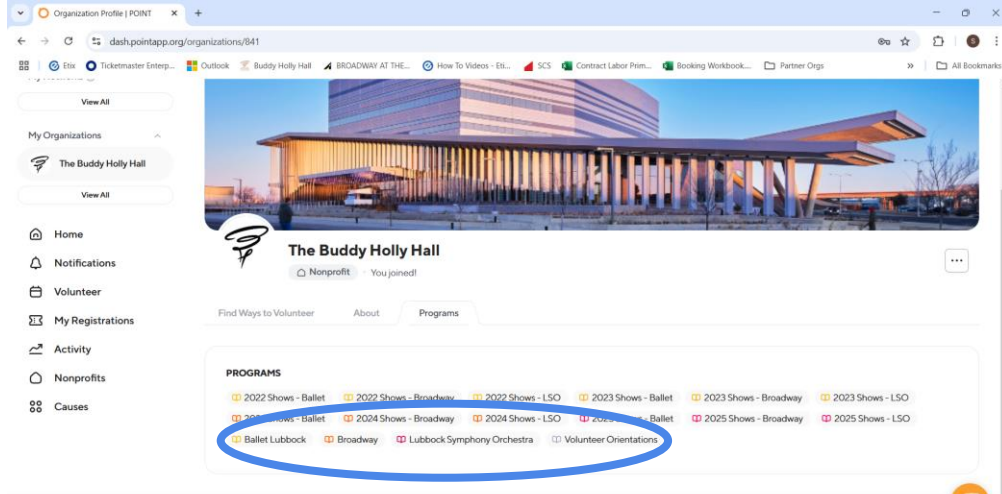 Organization Profile | POINT
dash.pointapp.org/organizations/841
Etix Ticketmaster Enterp... Outlook Buddy Holly Hall BROADWAY AT THE... How To Videos - Eti... SCS Contract Labor Prim... Booking Workbook... Partner Orgs » All Bookmarks
View All
My Organizations
The Buddy Holly Hall
View All
Home
Notifications
Volunteer
My Registrations
Activity
Nonprofits
Causes
The Buddy Holly Hall
Nonprofit You joined!
Find Ways to Volunteer About Programs
PROGRAMS
2022 Shows - Ballet 2022 Shows - Broadway 2022 Shows - LSO 2023 Shows - Ballet 2023 Shows - Broadway 2023 Shows - LSO
Shows - Ballet 2024 Shows - Broadway 2024 Shows - LSO Shows - Ballet 2025 Shows - Broadway 2025 Shows - LSO
Ballet Lubbock Broadway Lubbock Symphony Orchestra Volunteer Orientations